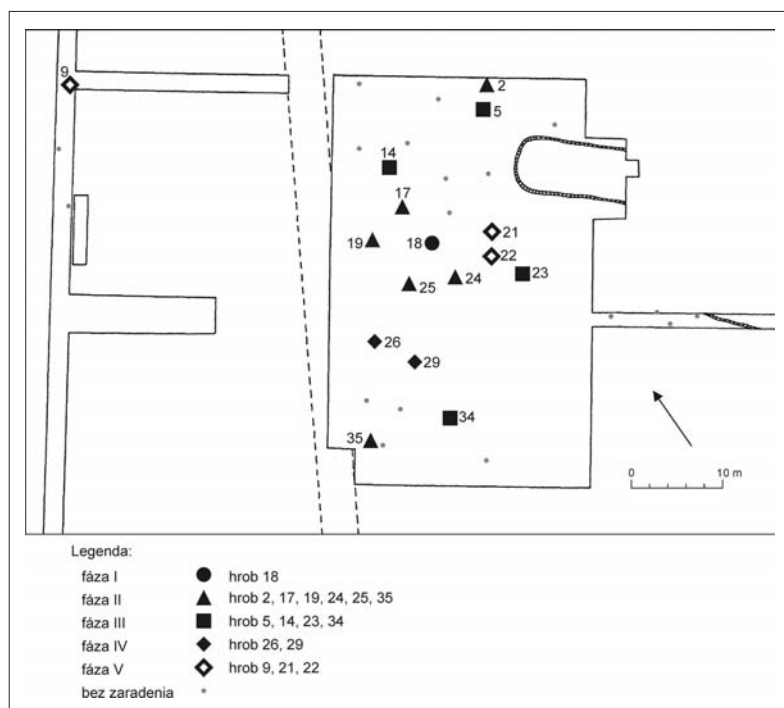 9
2
5
14
17
21
19
18
22
23
24
25
26
29
34
35
0 10 m
Legenda:
fáza I hrob 18
fáza II hrob 2, 17, 19, 24, 25, 35
fáza III hrob 5, 14, 23, 34
fáza IV hrob 26, 29
fáza V hrob 9, 21, 22
bez zaradenia